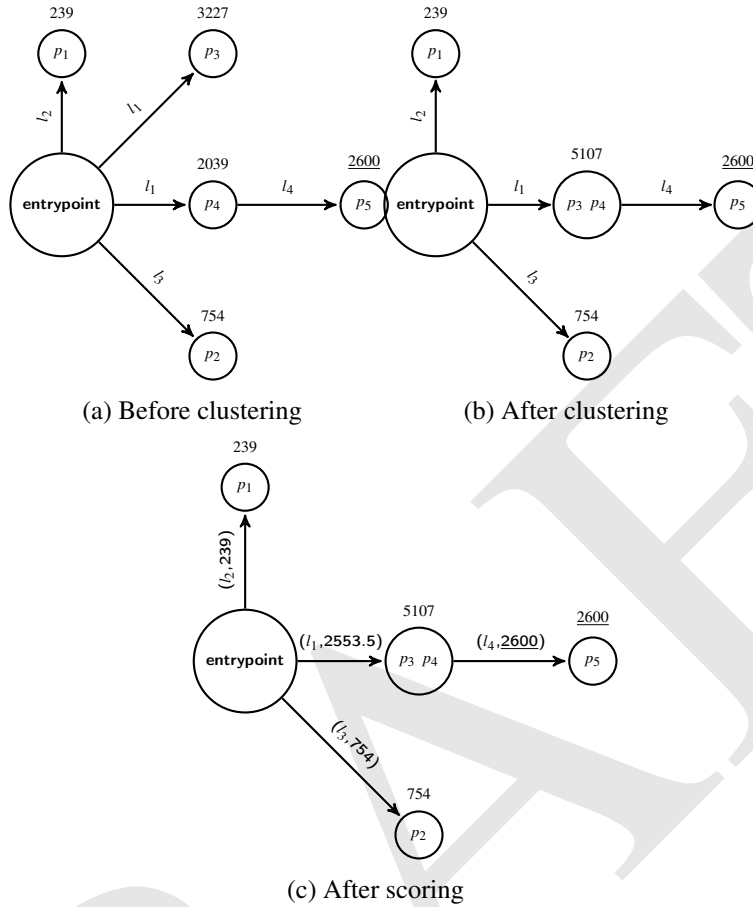 239
p1
3227
p3
l2
l1
entrypoint
l1
2039
p4
l4
2600
p5
l3
754
p2
(a) Before clustering
239
p1
l2
entrypoint
l1
5107
p3 p4
l4
2600
p5
l3
754
p2
(b) After clustering
239
p1
(l2,239)
entrypoint
(l1,2553.5)
5107
p3 p4
(l4,2600)
2600
p5
(l3,754)
754
p2
(c) After scoring